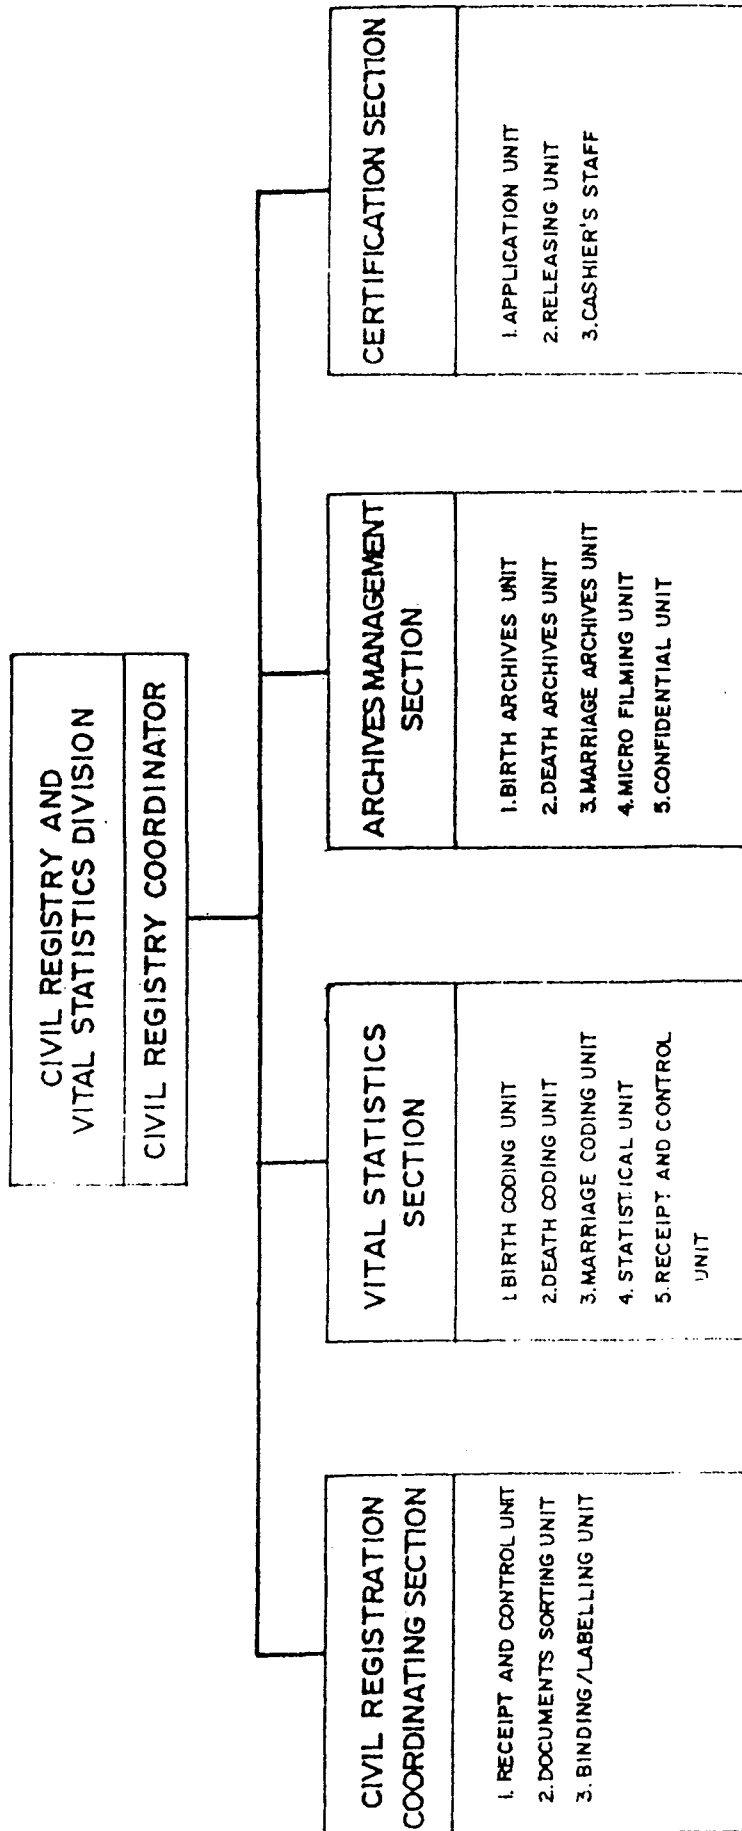 CIVIL REGISTRY AND
VITAL STATISTICS DIVISION
CIVIL REGISTRY COORDINATOR
CIVIL REGISTRATION
COORDINATING SECTION
1. RECEIPT AND CONTROL UNIT
2. DOCUMENTS SORTING UNIT
3. BINDING/LABELLING UNIT
VITAL STATISTICS
SECTION
1. BIRTH CODING UNIT
2. DEATH CODING UNIT
3. MARRIAGE CODING UNIT
4. STATISTICAL UNIT
5. RECEIPT AND CONTROL
UNIT
ARCHIVES MANAGEMENT
SECTION
1. BIRTH ARCHIVES UNIT
2. DEATH ARCHIVES UNIT
3. MARRIAGE ARCHIVES UNIT
4. MICRO FILMING UNIT
5. CONFIDENTIAL UNIT
CERTIFICATION SECTION
1. APPLICATION UNIT
2. RELEASING UNIT
3. CASHIER'S STAFF